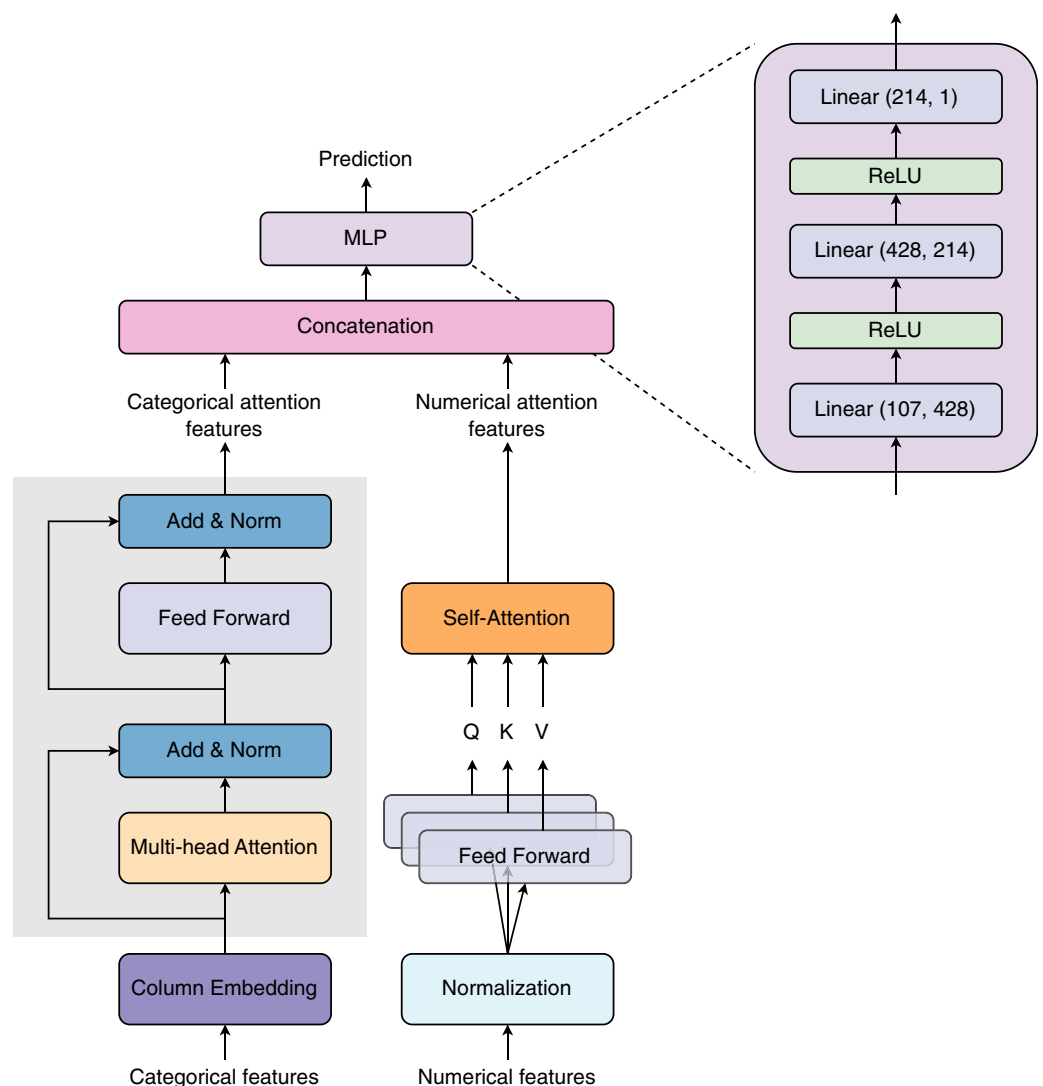 Linear (214, 1)
ReLU
Linear (428, 214)
ReLU
Linear (107, 428)
Prediction
MLP
Concatenation
Categorical attention
features
Numerical attention
features
Add & Norm
Feed Forward
Add & Norm
Multi-head Attention
Column Embedding
Categorical features
Self-Attention
Q K V
Feed Forward
Normalization
Numerical features